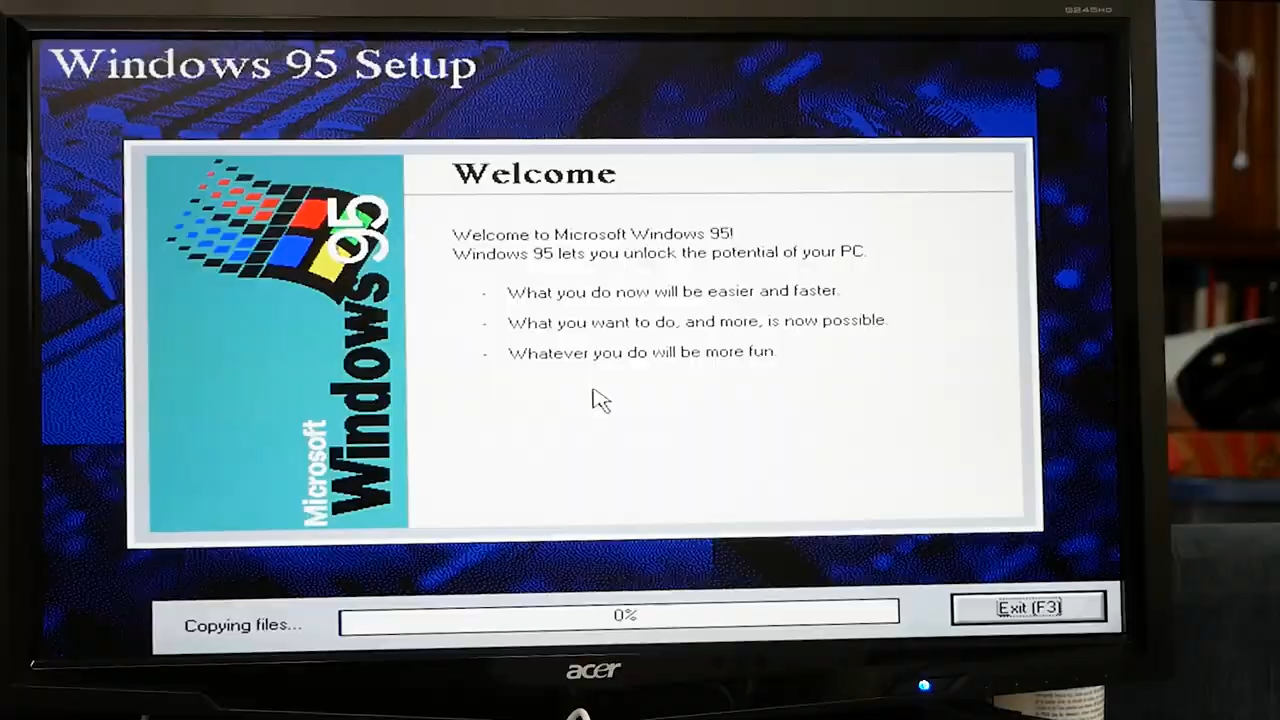 G245HD
Windows 95 Setup
Microsoft Windows 95
Welcome
Welcome to Microsoft Windows 95!
Windows 95 lets you unlock the potential of your PC.
- What you do now will be easier and faster.
- What you want to do, and more, is now possible.
- Whatever you do will be more fun.
Copying files...
0%
Exit (F3)
acer